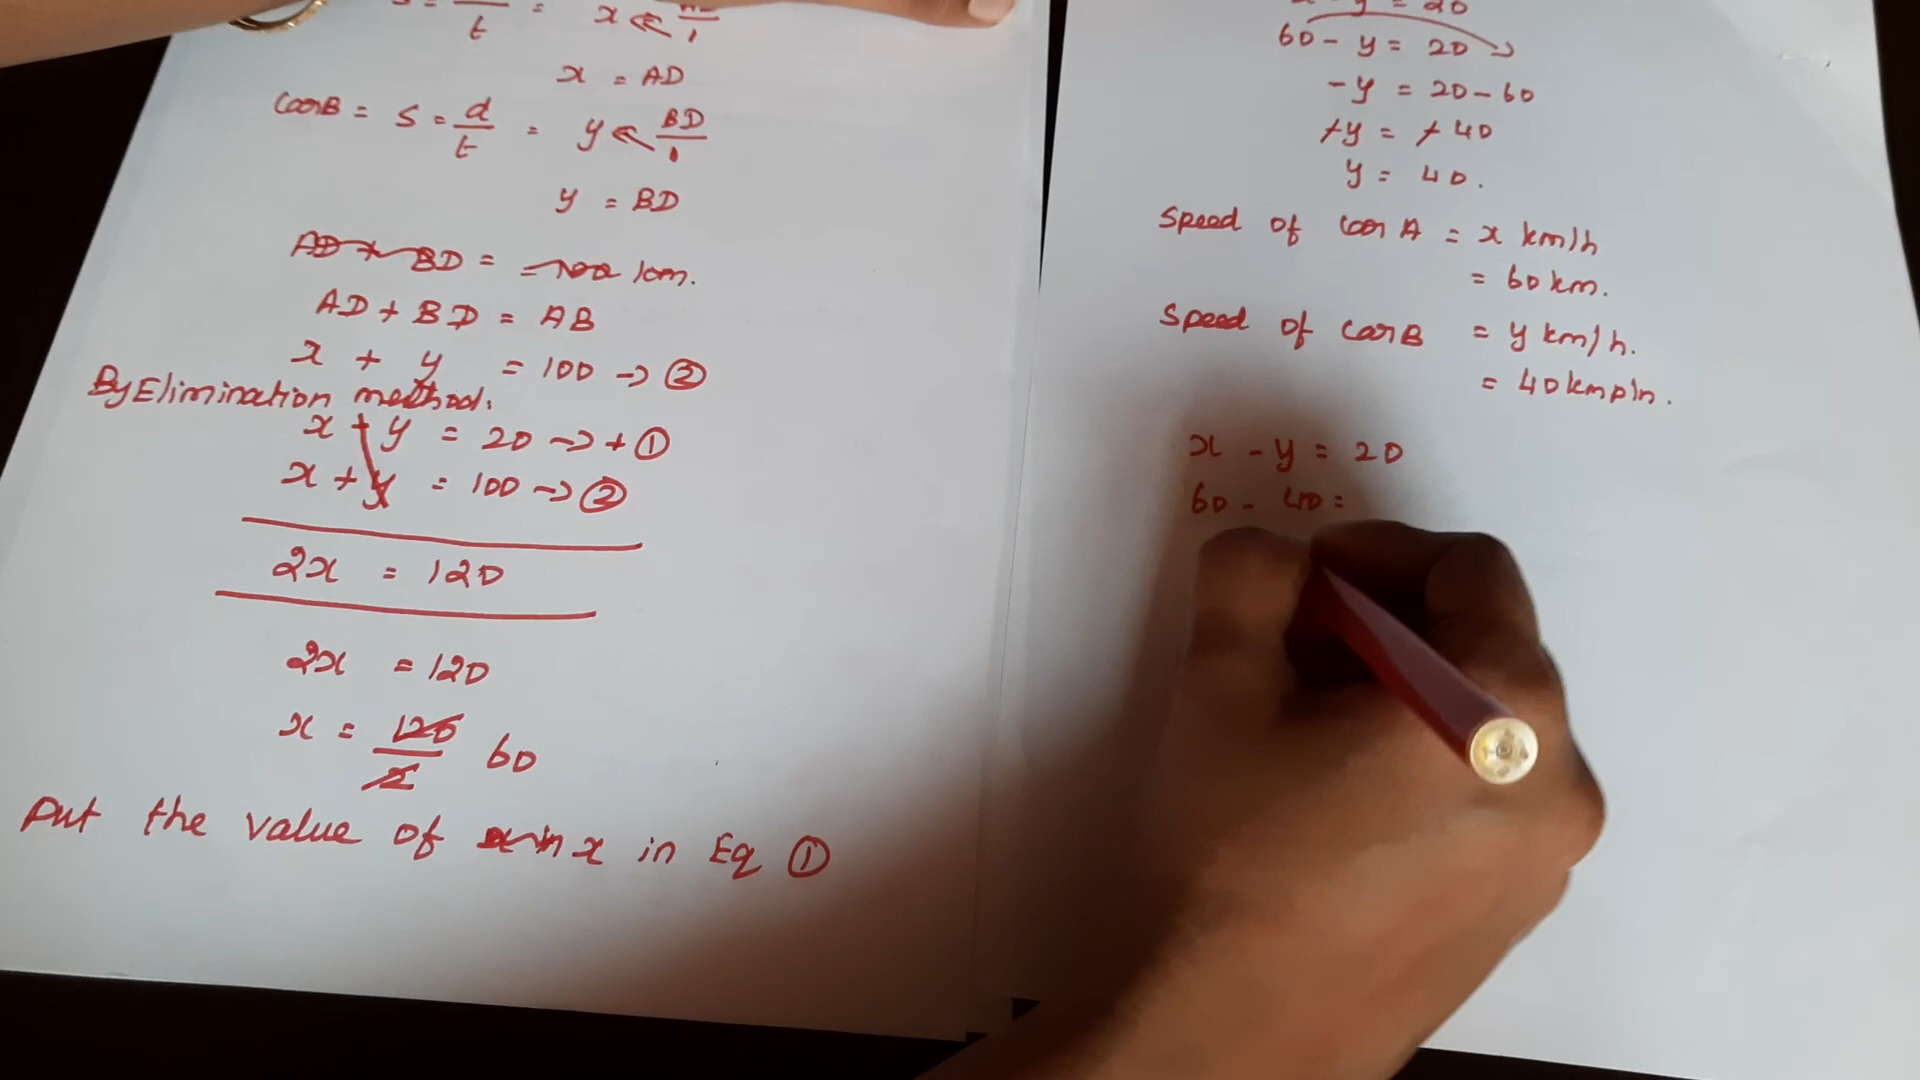 t = x
x = AD
CarB = S = d/t = y BD/1
y = BD
AD + BD = = 100 km.
AD + BD = AB
x + y = 100 → ②
By Elimination method.
x + y = 20 → + ①
x + y = 100 → ②
2x = 120
2x = 120
x = 120/2 60
Put the value of x in x in Eq ①
x - y = 20
60 - y = 20
-y = 20 - 60
+y = +40
y = 40.
Speed of car A = x km/h
= 60 km.
Speed of car B = y km/h.
= 40 kmph.
x - y = 20
60 - 40 =